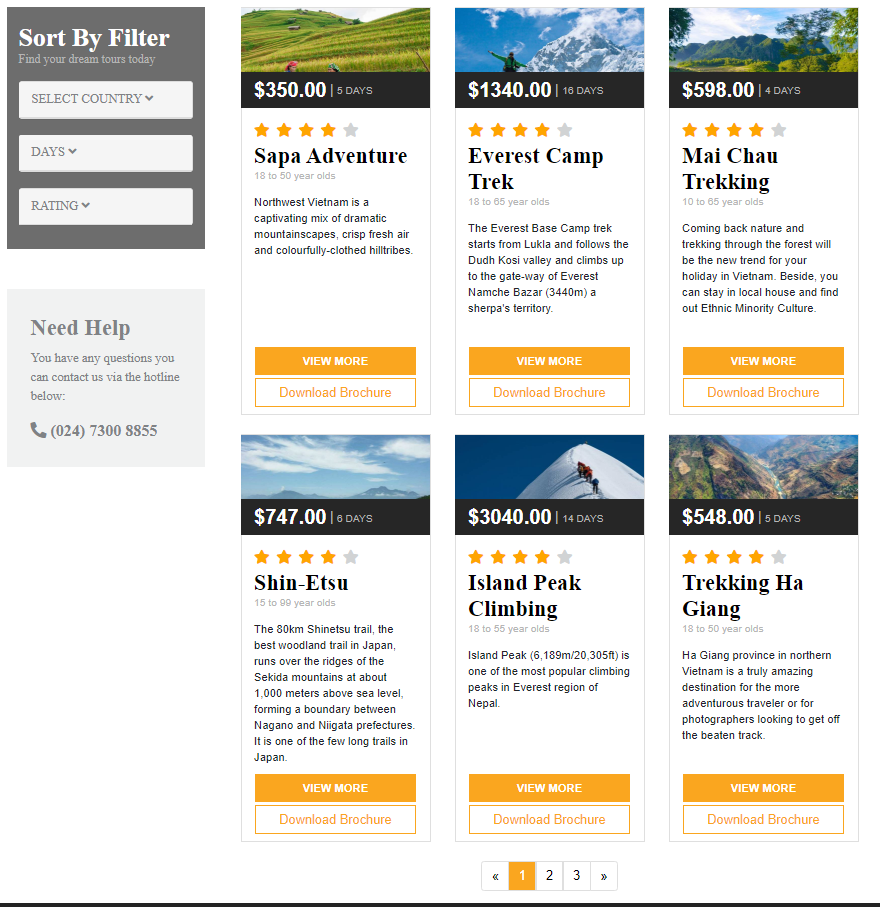 Sort By Filter
Find your dream tours today
SELECT COUNTRY
DAYS
RATING
Need Help
You have any questions you
can contact us via the hotline
below:
(024) 7300 8855
$350.00 | 5 DAYS
Sapa Adventure
18 to 50 year olds
Northwest Vietnam is a
captivating mix of dramatic
mountainscapes, crisp fresh air
and colourfully-clothed hilltribes.
VIEW MORE
Download Brochure
$1340.00 | 16 DAYS
Everest Camp
Trek
18 to 65 year olds
The Everest Base Camp trek
starts from Lukla and follows the
Dudh Kosi valley and climbs up
to the gate-way of Everest
Namche Bazar (3440m) a
sherpa's territory.
VIEW MORE
Download Brochure
$598.00 | 4 DAYS
Mai Chau
Trekking
10 to 65 year olds
Coming back nature and
trekking through the forest will
be the new trend for your
holiday in Vietnam. Beside, you
can stay in local house and find
out Ethnic Minority Culture.
VIEW MORE
Download Brochure
$747.00 | 6 DAYS
Shin-Etsu
15 to 99 year olds
The 80km Shinetsu trail, the
best woodland trail in Japan,
runs over the ridges of the
Sekida mountains at about
1,000 meters above sea level,
forming a boundary between
Nagano and Niigata prefectures.
It is one of the few long trails in
Japan.
VIEW MORE
Download Brochure
$3040.00 | 14 DAYS
Island Peak
Climbing
18 to 55 year olds
Island Peak (6,189m/20,305ft) is
one of the most popular climbing
peaks in Everest region of
Nepal.
VIEW MORE
Download Brochure
$548.00 | 5 DAYS
Trekking Ha
Giang
18 to 50 year olds
Ha Giang province in northern
Vietnam is a truly amazing
destination for the more
adventurous traveler or for
photographers looking to get off
the beaten track.
VIEW MORE
Download Brochure
« 1 2 3 »